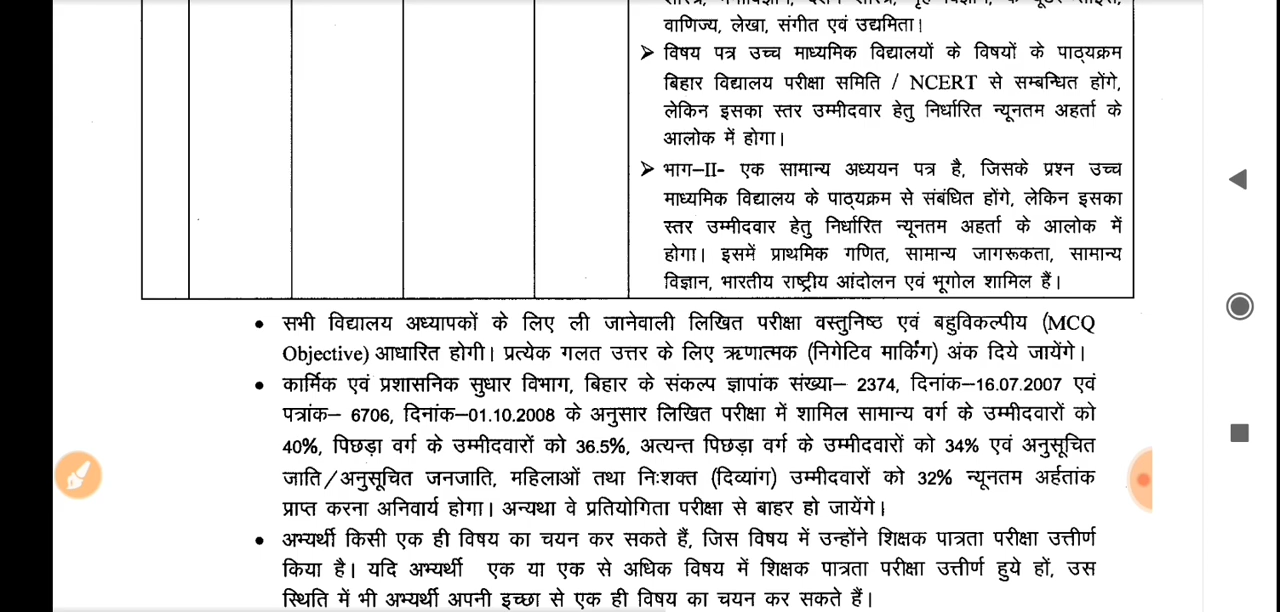 वाणिज्य, लेखा, संगीत एवं उद्यमिता।
➢ विषय पत्र उच्च माध्यमिक विद्यालयों के विषयों के पाठ्यक्रम
बिहार विद्यालय परीक्षा समिति / NCERT से सम्बन्धित होंगे,
लेकिन इसका स्तर उम्मीदवार हेतु निर्धारित न्यूनतम अहर्ता के
आलोक में होगा।
➢ भाग–II- एक सामान्य अध्ययन पत्र है, जिसके प्रश्न उच्च
माध्यमिक विद्यालय के पाठ्यक्रम से संबंधित होंगे, लेकिन इसका
स्तर उम्मीदवार हेतु निर्धारित न्यूनतम अहर्ता के आलोक में
होगा। इसमें प्राथमिक गणित, सामान्य जागरूकता, सामान्य
विज्ञान, भारतीय राष्ट्रीय आंदोलन एवं भूगोल शामिल हैं।
• सभी विद्यालय अध्यापकों के लिए ली जानेवाली लिखित परीक्षा वस्तुनिष्ठ एवं बहुविकल्पीय (MCQ
Objective) आधारित होगी। प्रत्येक गलत उत्तर के लिए ऋणात्मक (निगेटिव मार्किंग) अंक दिये जायेंगे।
• कार्मिक एवं प्रशासनिक सुधार विभाग, बिहार के संकल्प ज्ञापांक संख्या– 2374, दिनांक–16.07.2007 एवं
पत्रांक– 6706, दिनांक–01.10.2008 के अनुसार लिखित परीक्षा में शामिल सामान्य वर्ग के उम्मीदवारों को
40%, पिछड़ा वर्ग के उम्मीदवारों को 36.5%, अत्यन्त पिछड़ा वर्ग के उम्मीदवारों को 34% एवं अनुसूचित
जाति/अनुसूचित जनजाति, महिलाओं तथा निःशक्त (दिव्यांग) उम्मीदवारों को 32% न्यूनतम अर्हतांक
प्राप्त करना अनिवार्य होगा। अन्यथा वे प्रतियोगिता परीक्षा से बाहर हो जायेंगे।
• अभ्यर्थी किसी एक ही विषय का चयन कर सकते हैं, जिस विषय में उन्होंने शिक्षक पात्रता परीक्षा उत्तीर्ण
किया है। यदि अभ्यर्थी एक या एक से अधिक विषय में शिक्षक पात्रता परीक्षा उत्तीर्ण हुये हों, उस
स्थिति में भी अभ्यर्थी अपनी इच्छा से एक ही विषय का चयन कर सकते हैं।